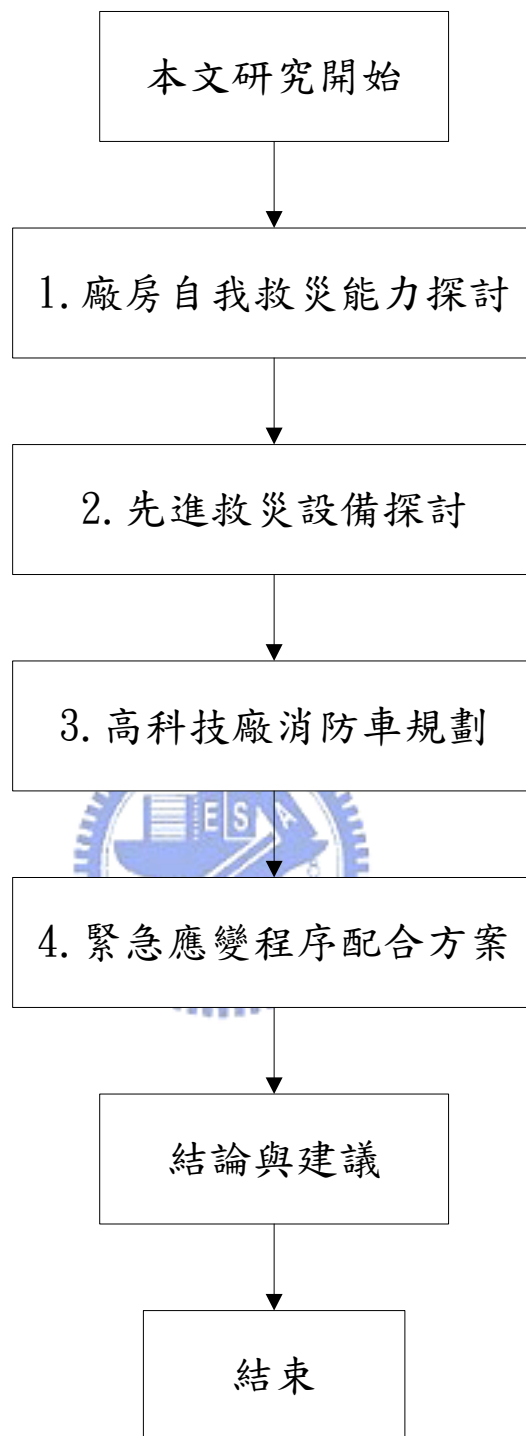 本文研究開始
1.廠房自我救災能力探討
2.先進救災設備探討
3.高科技廠消防車規劃
ESA
4.緊急應變程序配合方案
結論與建議
結束